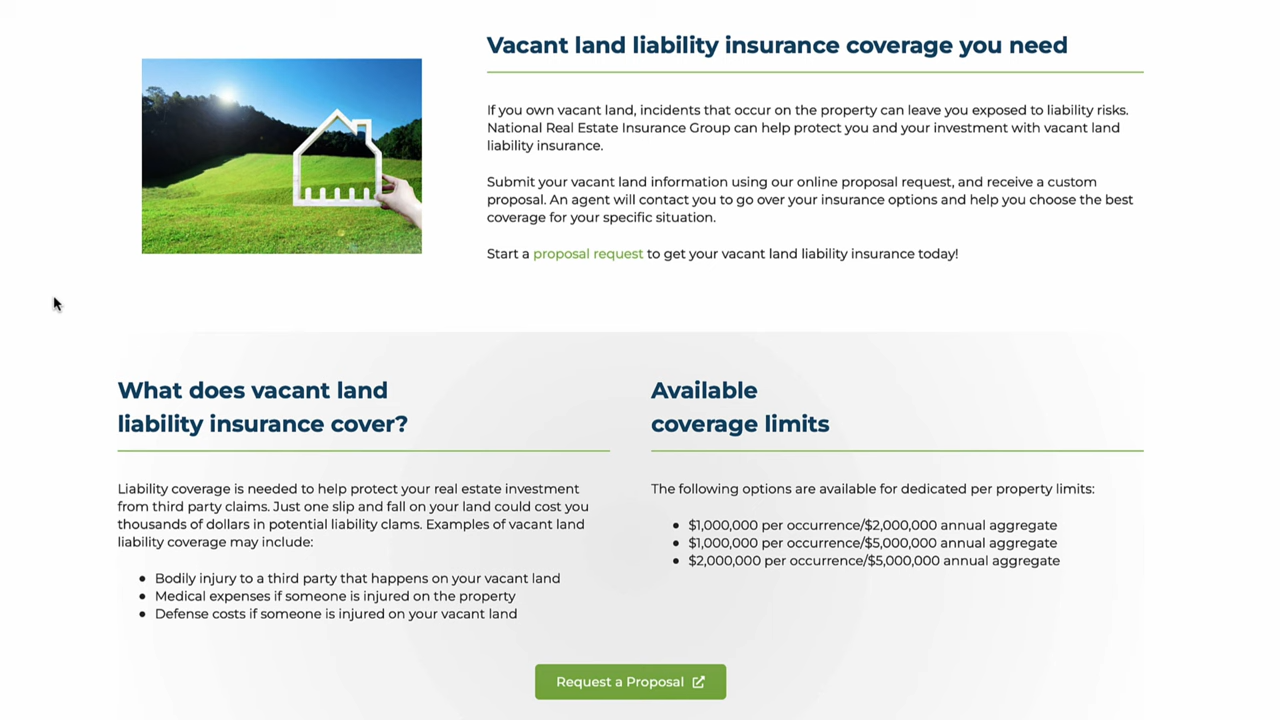 Vacant land liability insurance coverage you need
If you own vacant land, incidents that occur on the property can leave you exposed to liability risks.
National Real Estate Insurance Group can help protect you and your investment with vacant land
liability insurance.
Submit your vacant land information using our online proposal request, and receive a custom
proposal. An agent will contact you to go over your insurance options and help you choose the best
coverage for your specific situation.
Start a proposal request to get your vacant land liability insurance today!
What does vacant land
liability insurance cover?
Liability coverage is needed to help protect your real estate investment
from third party claims. Just one slip and fall on your land could cost you
thousands of dollars in potential liability clams. Examples of vacant land
liability coverage may include:
• Bodily injury to a third party that happens on your vacant land
• Medical expenses if someone is injured on the property
• Defense costs if someone is injured on your vacant land
Available
coverage limits
The following options are available for dedicated per property limits:
• $1,000,000 per occurrence/$2,000,000 annual aggregate
• $1,000,000 per occurrence/$5,000,000 annual aggregate
• $2,000,000 per occurrence/$5,000,000 annual aggregate
Request a Proposal